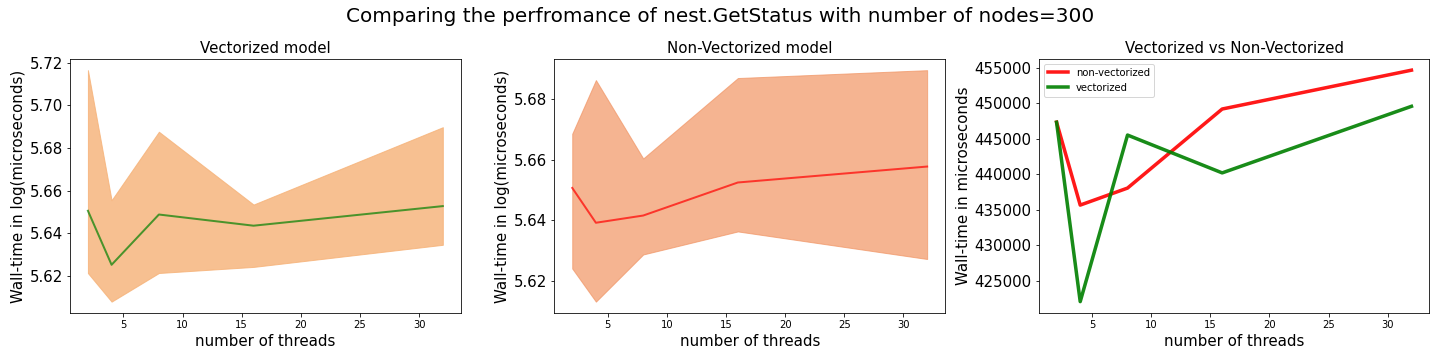 Comparing the perfromance of nest.GetStatus with number of nodes=300
Vectorized model
Wall-time in log(microseconds)
5.72
5.70
5.68
5.66
5.64
5.62
5
10
15
20
25
30
number of threads
Non-Vectorized model
Wall-time in log(microseconds)
5.68
5.66
5.64
5.62
5
10
15
20
25
30
number of threads
Vectorized vs Non-Vectorized
Wall-time in microseconds
455000
450000
445000
440000
435000
430000
425000
non-vectorized
vectorized
5
10
15
20
25
30
number of threads